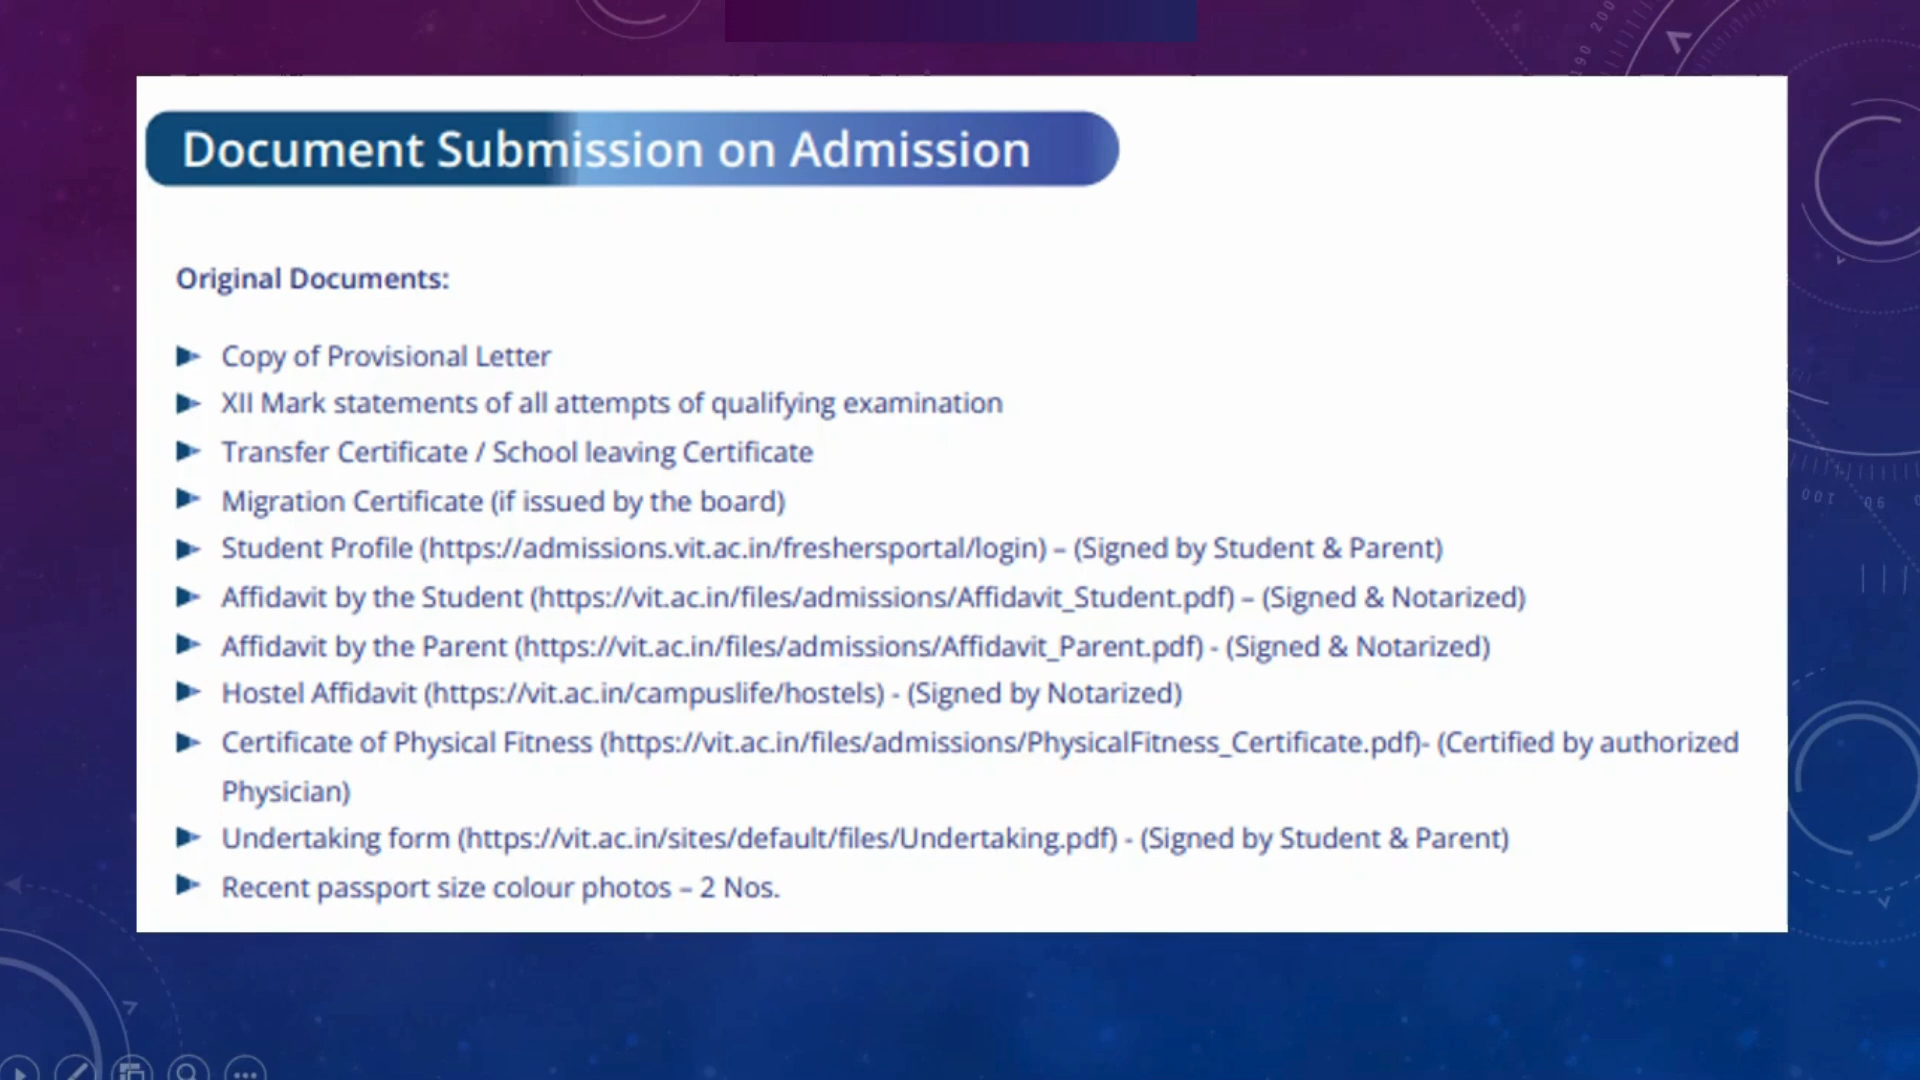 Document Submission on Admission
Original Documents:
Copy of Provisional Letter
XII Mark statements of all attempts of qualifying examination
Transfer Certificate / School leaving Certificate
Migration Certificate (if issued by the board)
Student Profile (https://admissions.vit.ac.in/freshersportal/login) – (Signed by Student & Parent)
Affidavit by the Student (https://vit.ac.in/files/admissions/Affidavit_Student.pdf) – (Signed & Notarized)
Affidavit by the Parent (https://vit.ac.in/files/admissions/Affidavit_Parent.pdf) - (Signed & Notarized)
Hostel Affidavit (https://vit.ac.in/campuslife/hostels) - (Signed by Notarized)
Certificate of Physical Fitness (https://vit.ac.in/files/admissions/PhysicalFitness_Certificate.pdf)- (Certified by authorized
Physician)
Undertaking form (https://vit.ac.in/sites/default/files/Undertaking.pdf) - (Signed by Student & Parent)
Recent passport size colour photos – 2 Nos.
190 200
100 90